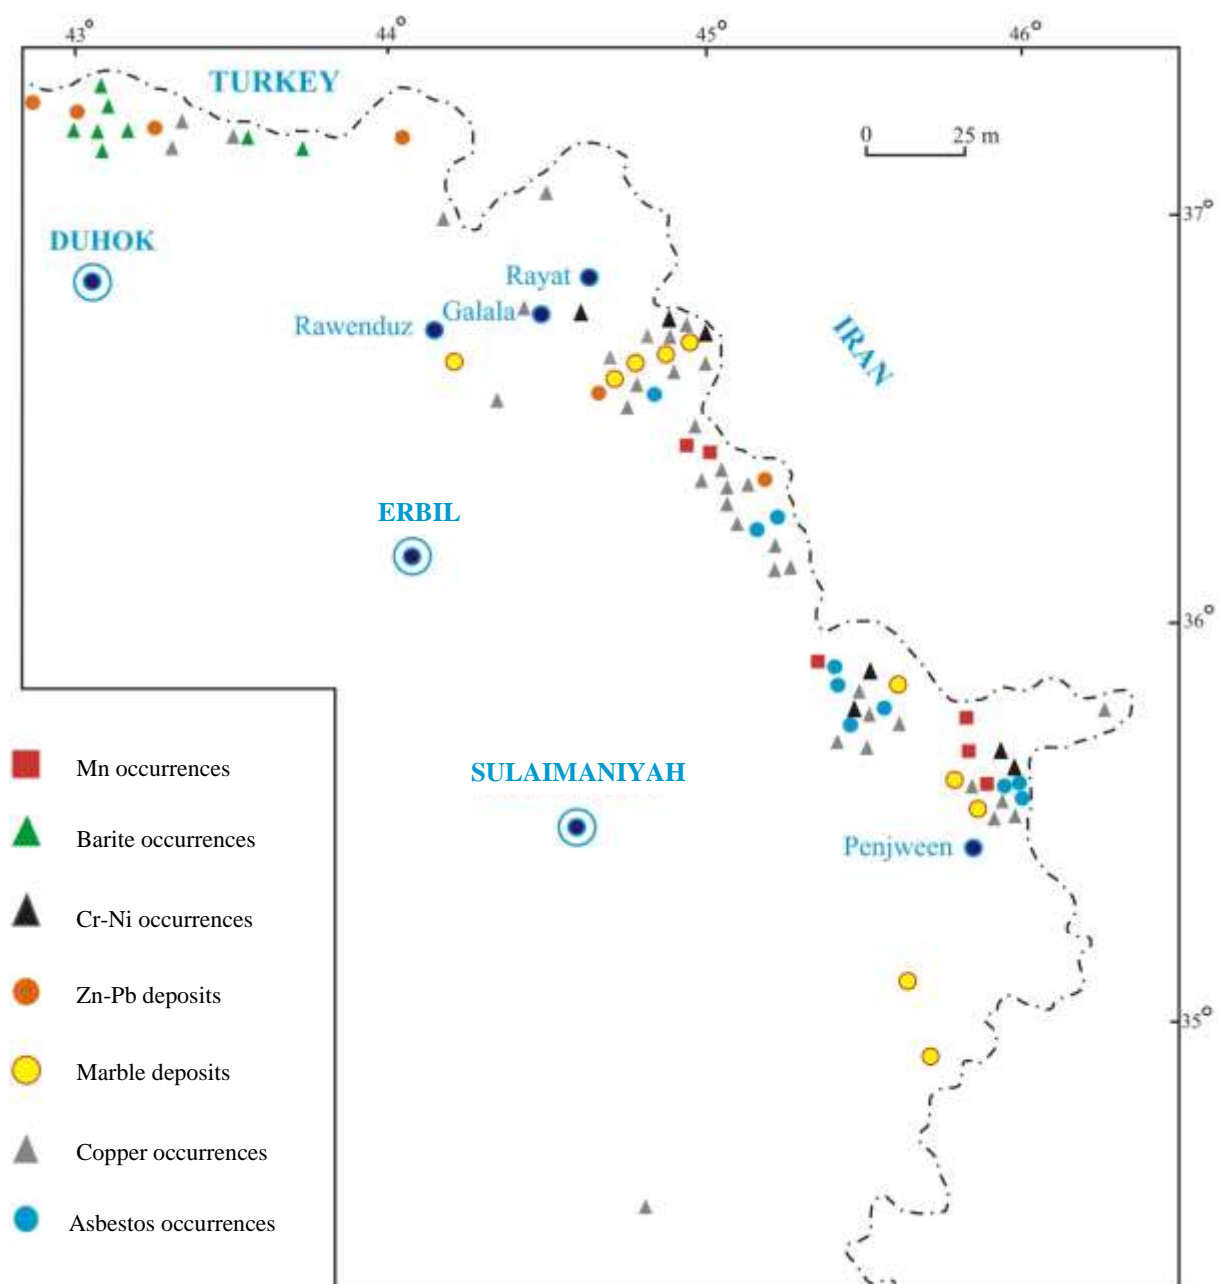 43°
44°
45°
46°
TURKEY
0 25 m
37°
DUHOK
Rayat
Galala
Rawenduz
IRAN
ERBIL
36°
Mn occurrences
SULAIMANIYAH
Barite occurrences
Penjween
Cr-Ni occurrences
Zn-Pb deposits
35°
Marble deposits
Copper occurrences
Asbestos occurrences